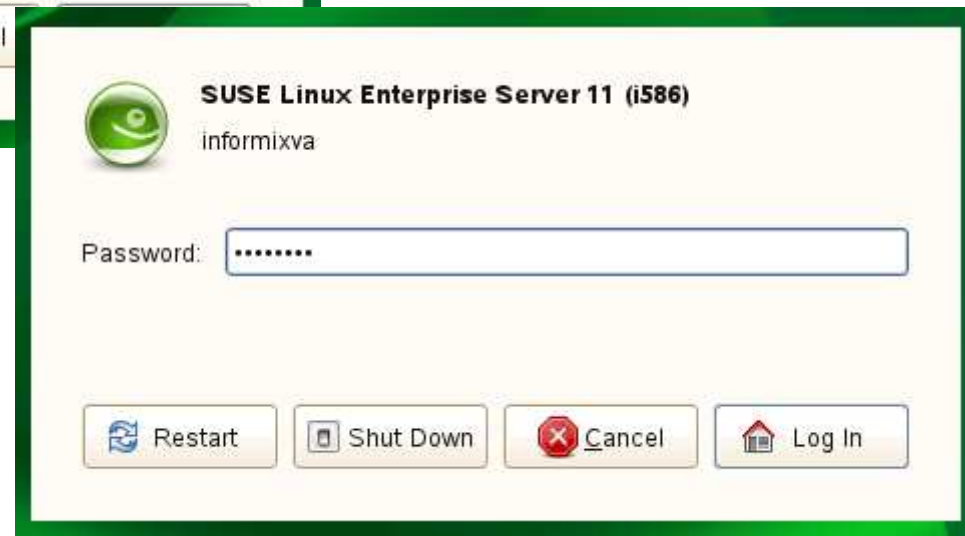 SUSE Linux Enterprise Server 11 (i586)
informixva
Password: ••••••••
Restart Shut Down Cancel Log In